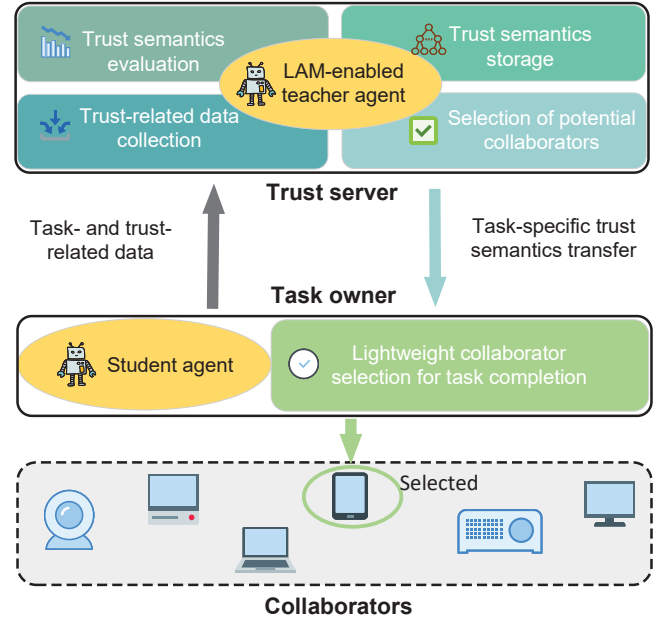 Trust semantics
evaluation
Trust semantics
storage
LAM-enabled
teacher agent
Trust-related data
collection
Selection of potential
collaborators
Trust server
Task- and trust-
related data
Task-specific trust
semantics transfer
Task owner
Student agent
Lightweight collaborator
selection for task completion
Selected
Collaborators